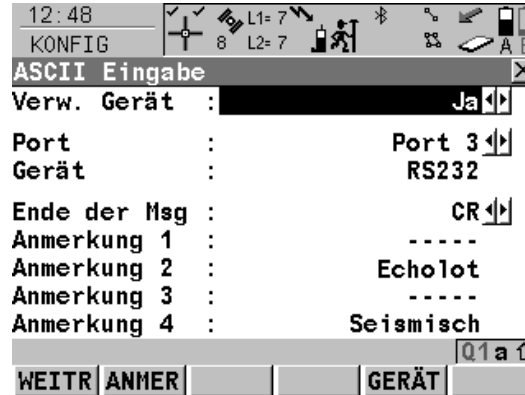 12:48
L1= 7
8 L2= 7
KONFIG
A
ASCII Eingabe
Verw. Gerät : Ja
Port : Port 3
Gerät : RS232
Ende der Msg : CR
Anmerkung 1 : -----
Anmerkung 2 : Echolot
Anmerkung 3 : -----
Anmerkung 4 : Seismisch
Q1 a
WEITR ANMER GERÄT